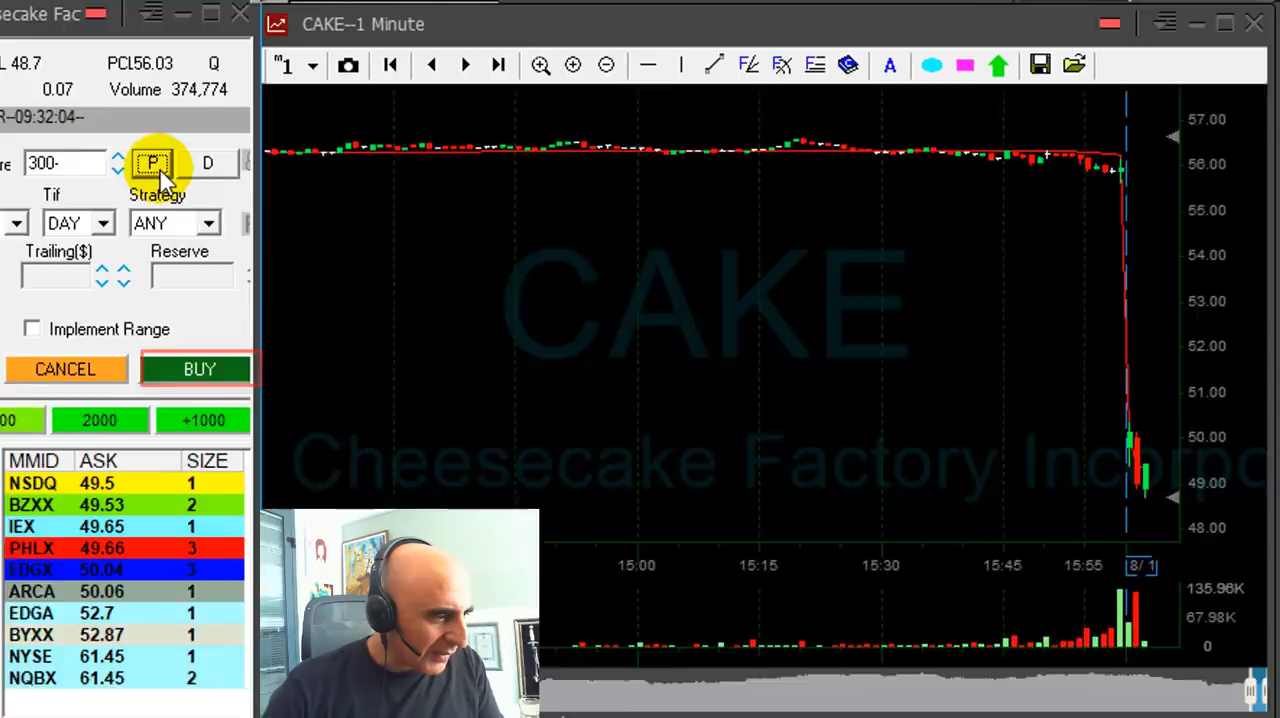 esecake Fac
L 48.7 PCL56.03 Q
0.07 Volume 374,774
R--09:32:04--
re 300- P D
Tif Strategy
DAY ANY
Trailing($) Reserve
Implement Range
CANCEL BUY
00 2000 +1000
MMID ASK SIZE
NSDQ 49.5 1
BZXX 49.53 2
IEX 49.65 1
PHLX 49.66 3
EDGX 50.04 3
ARCA 50.06 1
EDGA 52.7 1
BYXX 52.87 1
NYSE 61.45 1
NQBX 61.45 2
CAKE--1 Minute
m1
A
CAKE
Cheesecake Factory Incorpo
57.00
56.00
55.00
54.00
53.00
52.00
51.00
50.00
49.00
48.00
15:00 15:15 15:30 15:45 15:55 8/ 1
135.96K
67.98K
0